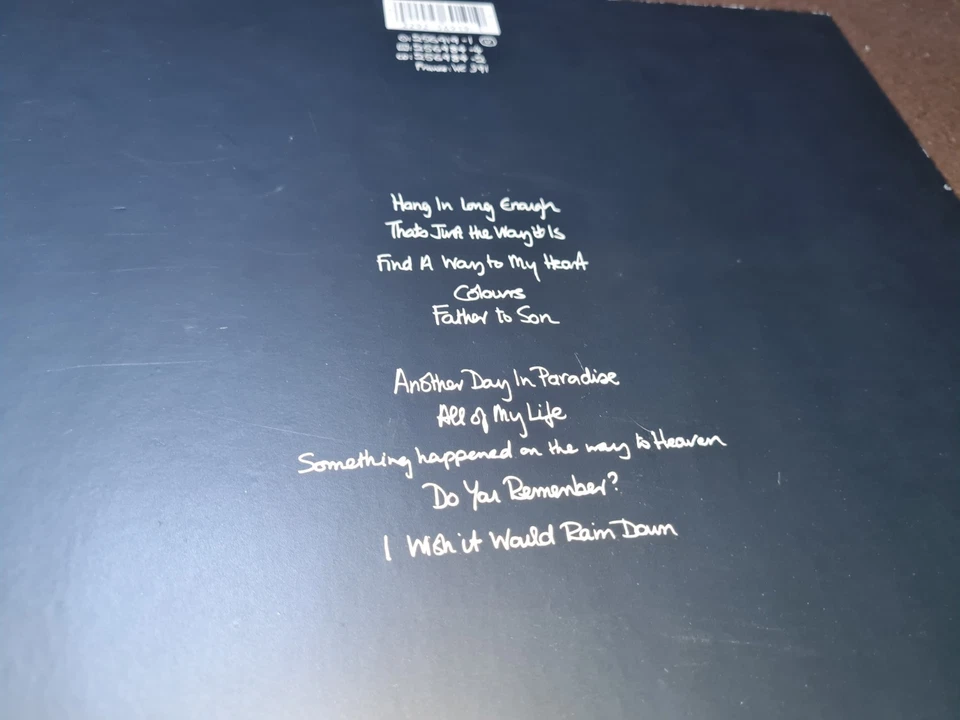 Hang In Long Enough
Thats Just the Way It Is
Find A Way to My Heart
Colours
Father to Son
Another Day In Paradise
All of My Life
Something happened on the way to Heaven
Do You Remember?
I Wish it Would Rain Down